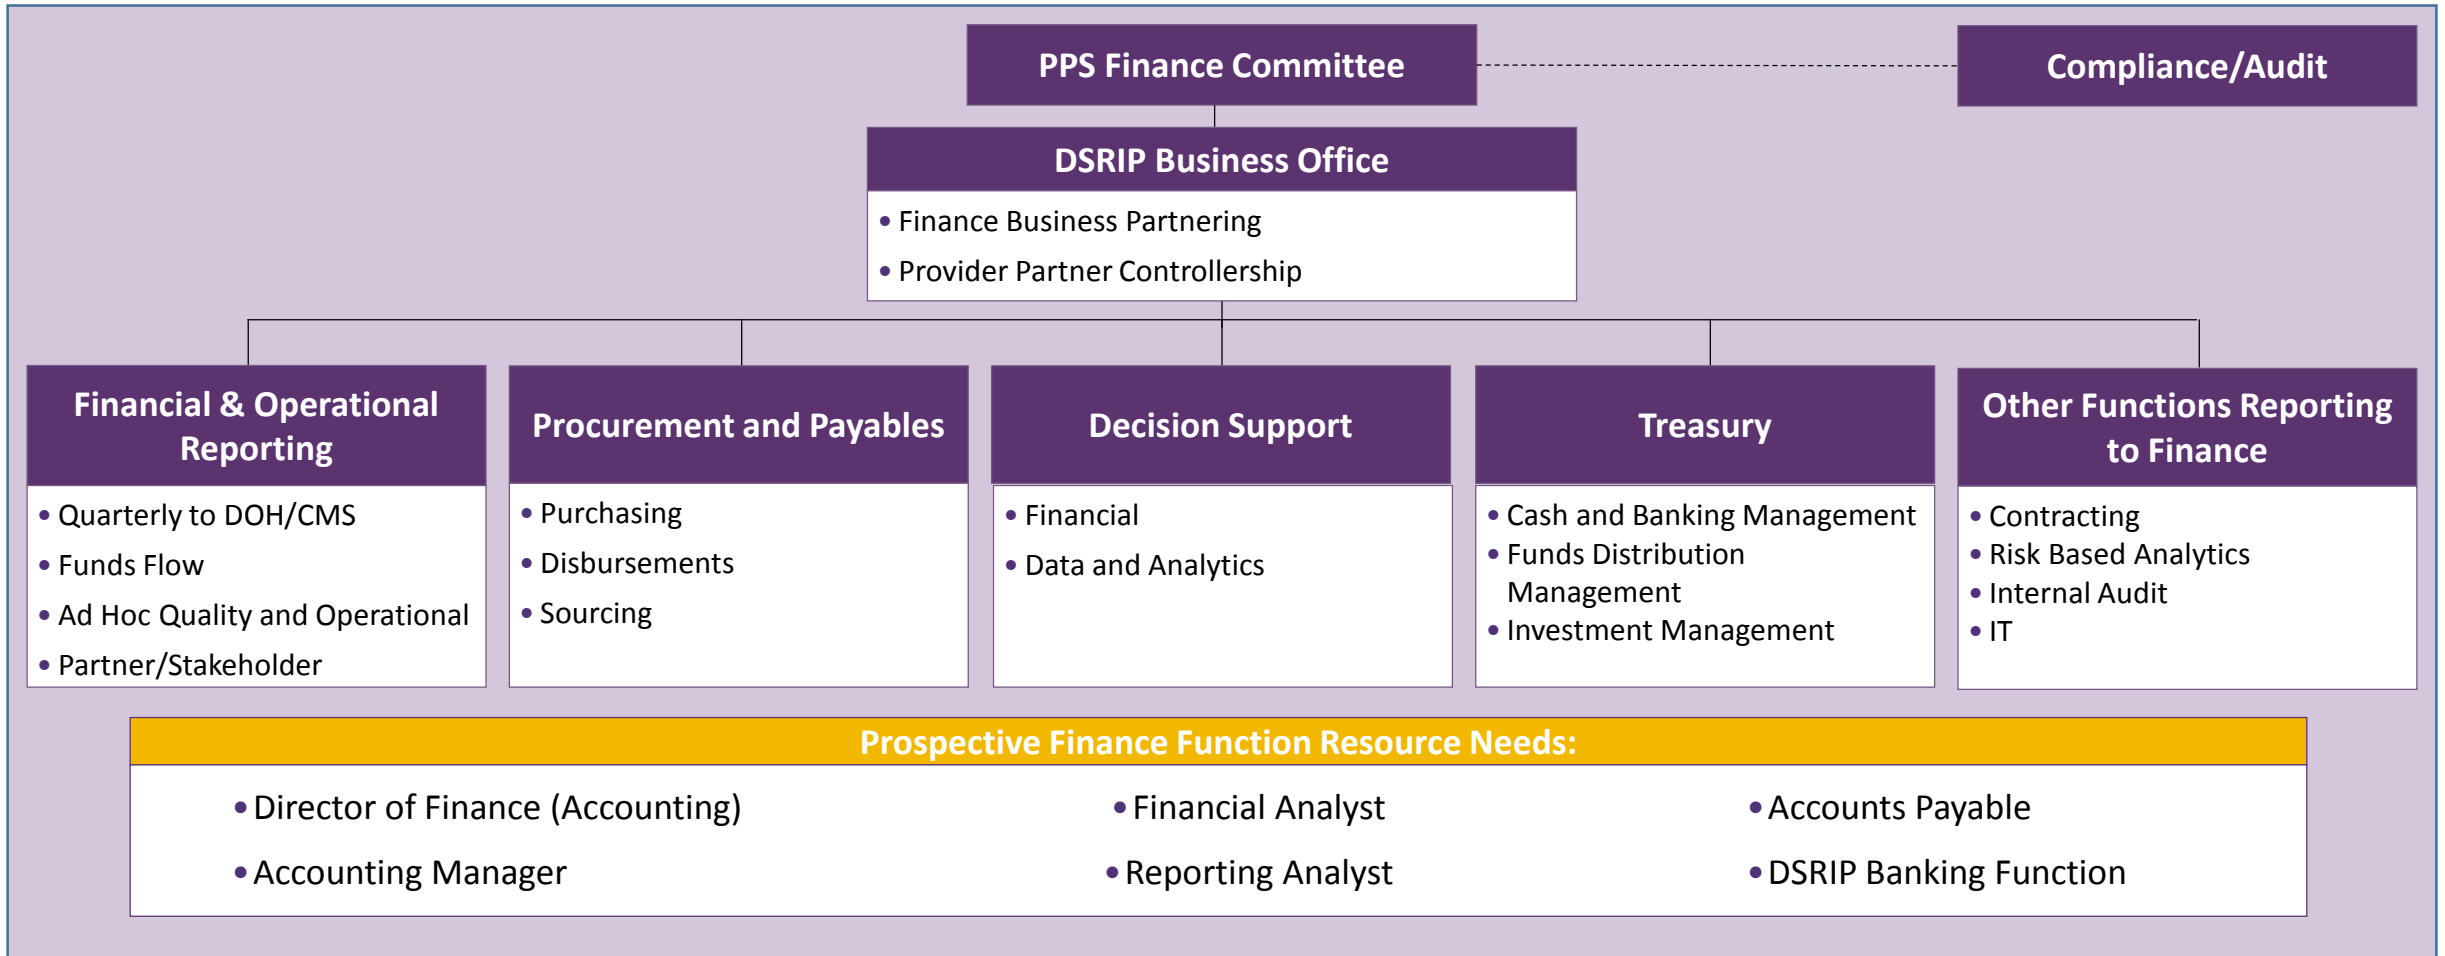 PPS Finance Committee
Compliance/Audit
DSRIP Business Office
• Finance Business Partnering
• Provider Partner Controllership
Financial & Operational
Reporting
• Quarterly to DOH/CMS
• Funds Flow
• Ad Hoc Quality and Operational
• Partner/Stakeholder
Procurement and Payables
• Purchasing
• Disbursements
• Sourcing
Decision Support
• Financial
• Data and Analytics
Treasury
• Cash and Banking Management
• Funds Distribution
Management
• Investment Management
Other Functions Reporting
to Finance
• Contracting
• Risk Based Analytics
• Internal Audit
• IT
Prospective Finance Function Resource Needs:
• Director of Finance (Accounting)
• Accounting Manager
• Financial Analyst
• Reporting Analyst
• Accounts Payable
• DSRIP Banking Function